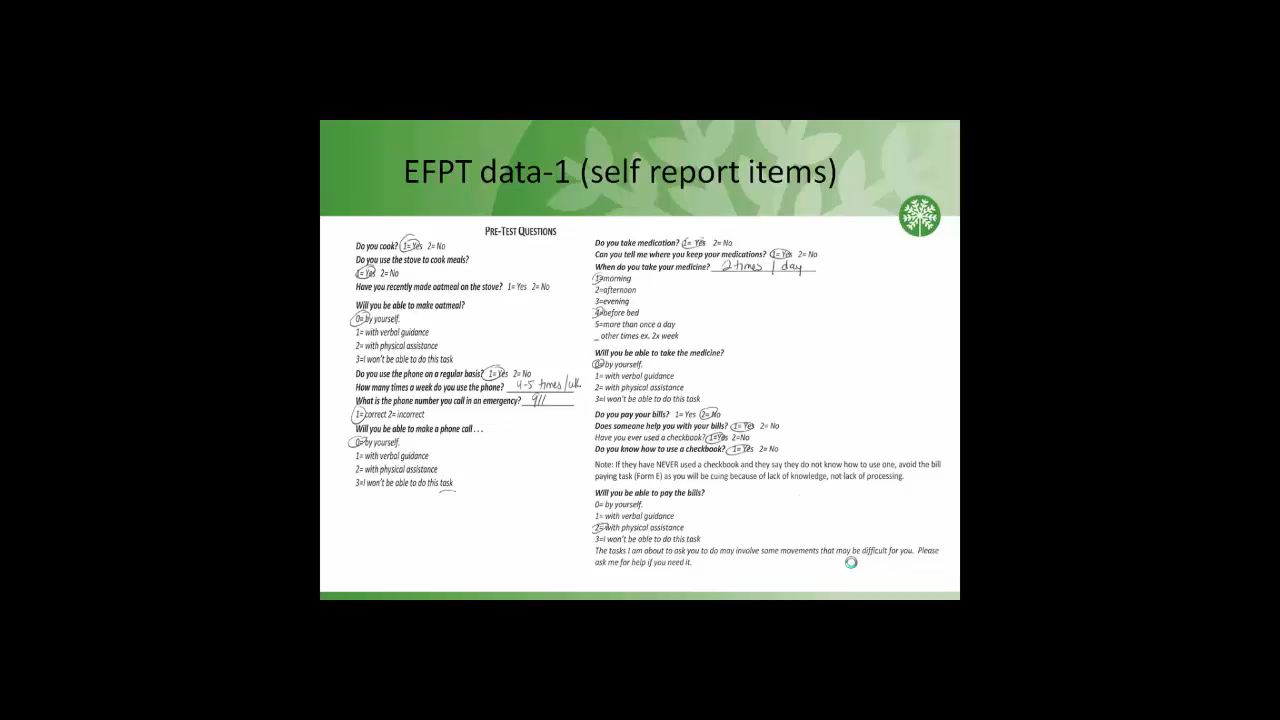 EFPT data-1 (self report items)
PRE-TEST QUESTIONS
Do you cook? 1= Yes 2= No
Do you use the stove to cook meals?
1= Yes 2= No
Have you recently made oatmeal on the stove? 1= Yes 2= No
Will you be able to make oatmeal?
0= by yourself.
1= with verbal guidance
2= with physical assistance
3=I won't be able to do this task
Do you use the phone on a regular basis? 1= Yes 2= No
How many times a week do you use the phone? 4-5 times/wk.
What is the phone number you call in an emergency? 911
1= correct 2= incorrect
Will you be able to make a phone call . . .
0= by yourself.
1= with verbal guidance
2= with physical assistance
3=I won't be able to do this task
Do you take medication? 1= Yes 2= No
Can you tell me where you keep your medications? 1= Yes 2= No
When do you take your medicine? 2 times / day
1=morning
2=afternoon
3=evening
4=before bed
5=more than once a day
_ other times ex. 2x week
Will you be able to take the medicine?
0= by yourself.
1= with verbal guidance
2= with physical assistance
3=I won't be able to do this task
Do you pay your bills? 1= Yes 2= No
Does someone help you with your bills? 1= Yes 2= No
Have you ever used a checkbook? 1=Yes 2=No
Do you know how to use a checkbook? 1= Yes 2= No
Note: If they have NEVER used a checkbook and they say they do not know how to use one, avoid the bill
paying task (Form E) as you will be cuing because of lack of knowledge, not lack of processing.
Will you be able to pay the bills?
0= by yourself.
1= with verbal guidance
2= with physical assistance
3=I won't be able to do this task
The tasks I am about to ask you to do may involve some movements that may be difficult for you. Please
ask me for help if you need it.